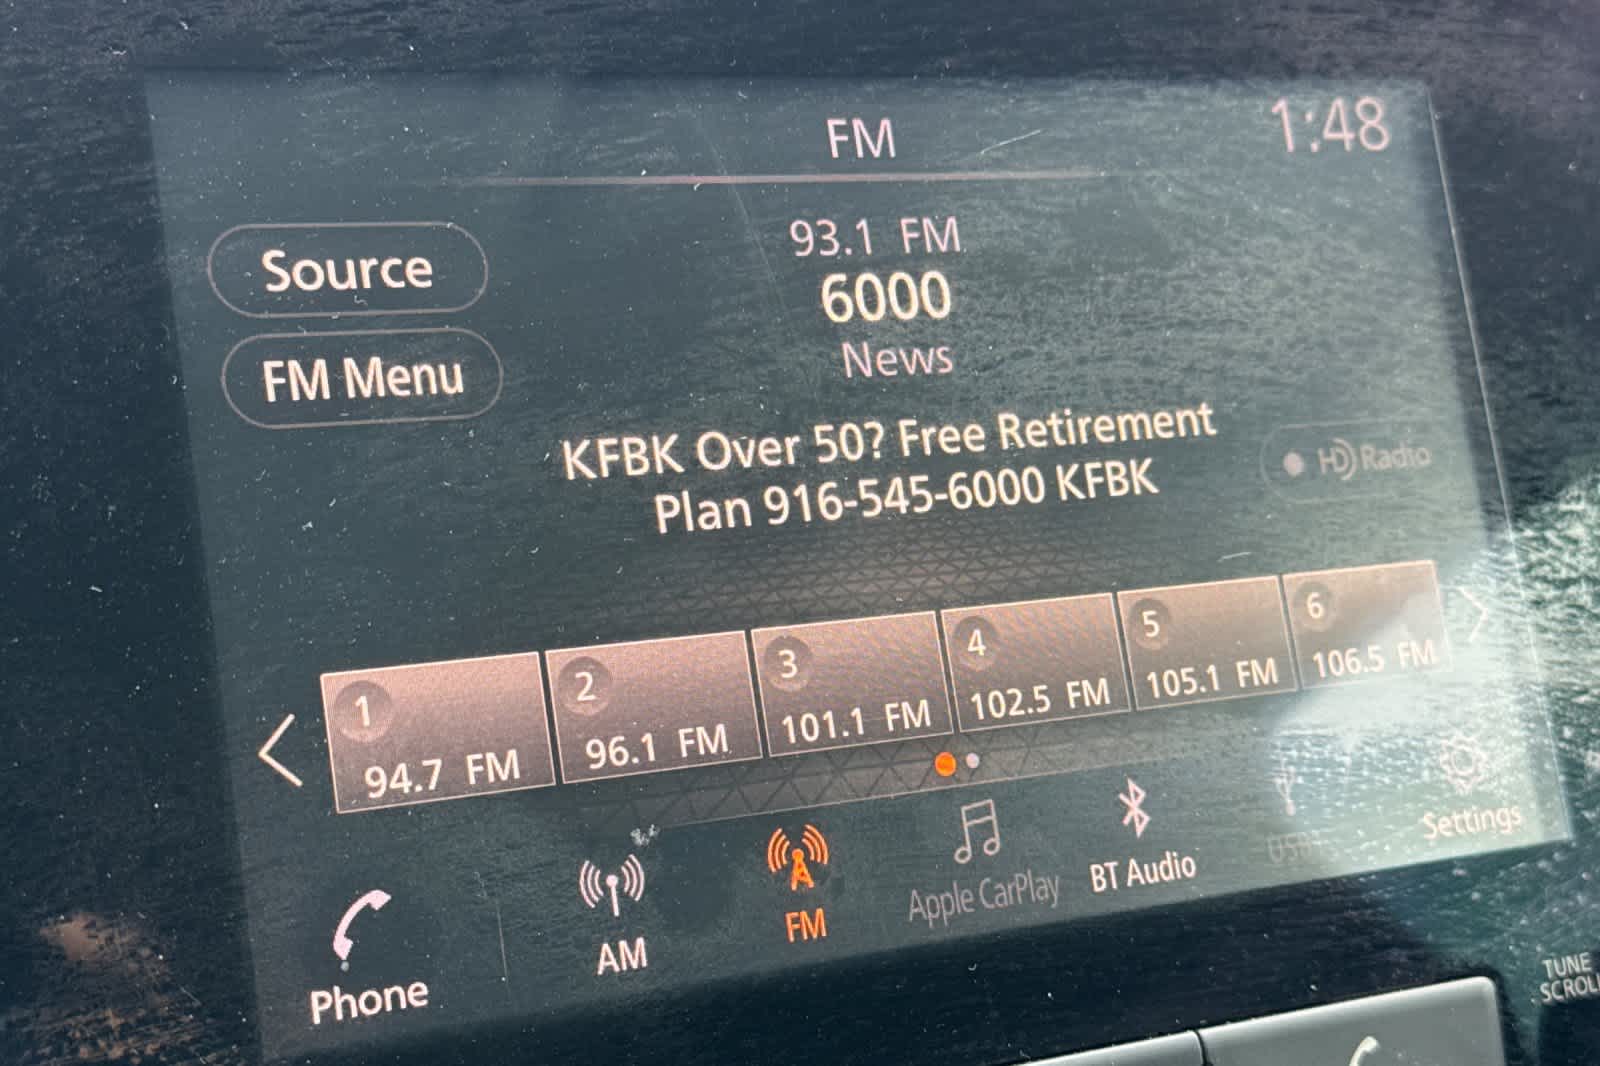 FM
1:48
Source
93.1 FM
6000
News
FM Menu
KFBK Over 50? Free Retirement
Plan 916-545-6000 KFBK
HD Radio
1
94.7 FM
2
96.1 FM
3
101.1 FM
4
102.5 FM
5
105.1 FM
6
106.5 FM
Phone
AM
FM
Apple CarPlay
BT Audio
Settings
TUNE